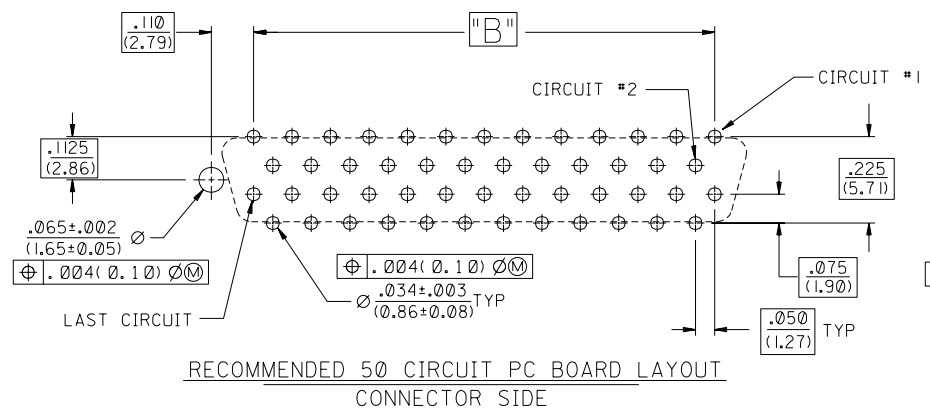 .110
(2.79)
"B"
CIRCUIT #1
CIRCUIT #2
.1125
(2.86)
.225
(5.71)
.065±.002
(1.65±0.05) Ø
⌖ .004(0.10) ØⓂ
⌖ .004(0.10) ØⓂ
Ø .034±.003 TYP
(0.86±0.08)
.075
(1.90)
LAST CIRCUIT
.050 TYP
(1.27)
RECOMMENDED 50 CIRCUIT PC BOARD LAYOUT
CONNECTOR SIDE